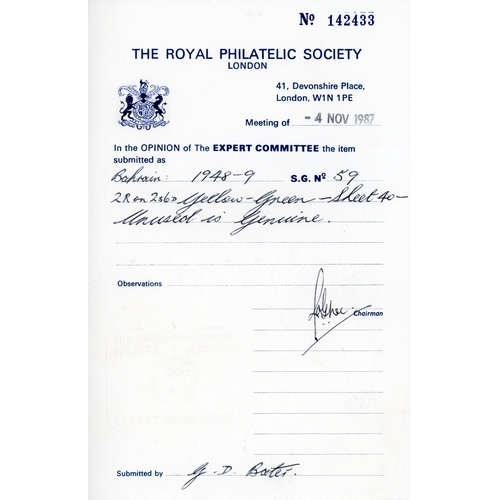 Nº 142433
THE ROYAL PHILATELIC SOCIETY
LONDON
41, Devonshire Place,
London, W1N 1PE
Meeting of -4 NOV 1987
In the OPINION of The EXPERT COMMITTEE the item
submitted as
Bahrain: 1948-9 S.G. Nº 59
2R on 2s6d Yellow-Green - Sheet 40 -
Unused is Genuine.
Observations
Chairman
Submitted by G. D. Baxter.